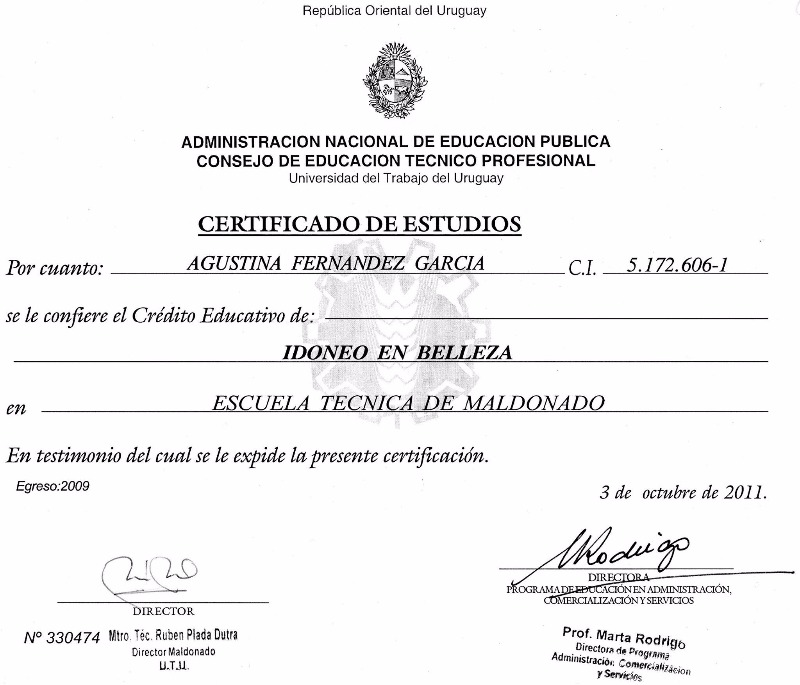 República Oriental del Uruguay
ADMINISTRACION NACIONAL DE EDUCACION PUBLICA
CONSEJO DE EDUCACION TECNICO PROFESIONAL
Universidad del Trabajo del Uruguay
CERTIFICADO DE ESTUDIOS
Por cuanto: AGUSTINA FERNANDEZ GARCIA C.I. 5.172.606-1
se le confiere el Crédito Educativo de:
IDONEO EN BELLEZA
en ESCUELA TECNICA DE MALDONADO
En testimonio del cual se le expide la presente certificación.
Egreso:2009
3 de octubre de 2011.
MRodrigo
DIRECTOR
DIRECTORA
PROGRAMA DE EDUCACIÓN EN ADMINISTRACIÓN,
COMERCIALIZACIÓN Y SERVICIOS
Nº 330474 Mtro. Téc. Ruben Plada Dutra
Director Maldonado
U.T.U.
Prof. Marta Rodrigo
Directora de Programa
Administración Comercialización
y Servicios